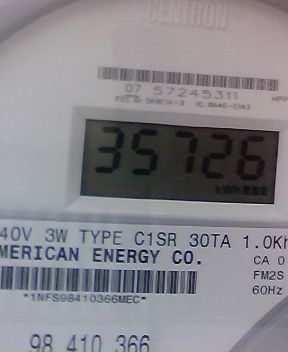 CENTRON
07 57245311
35726
kWh
40V 3W TYPE C1SR 30TA 1.0Kh
MERICAN ENERGY CO.
CA 0
FM2S
60Hz
*1NFS98410366MEC*
98 410 366